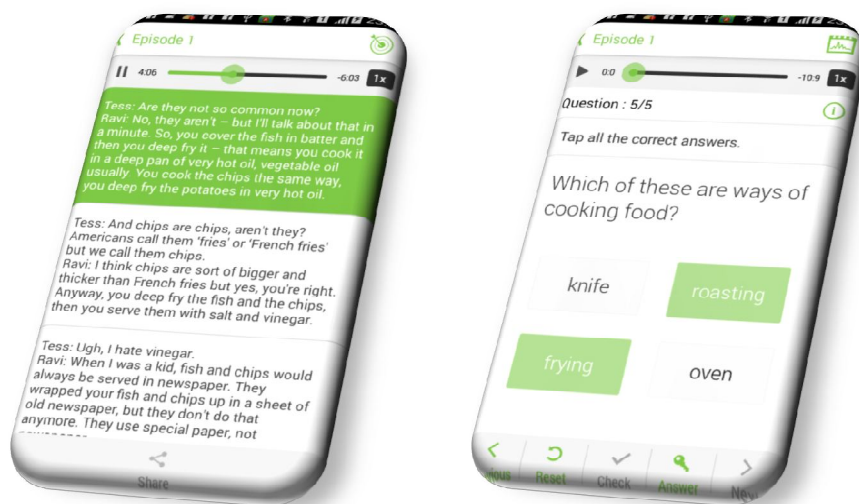 Episode 1
4:06
-6:03
1x
Tess: Are they not so common now?
Ravi: No, they aren't – but I'll talk about that in
a minute. So, you cover the fish in batter and
then you deep fry it – that means you cook it
in a deep pan of very hot oil, vegetable oil
usually. You cook the chips the same way,
you deep fry the potatoes in very hot oil.
Tess: And chips are chips, aren't they?
Americans call them 'fries' or 'French fries'
but we call them chips.
Ravi: I think chips are sort of bigger and
thicker than French fries but yes, you're right.
Anyway, you deep fry the fish and the chips,
then you serve them with salt and vinegar.
Tess: Ugh, I hate vinegar.
Ravi: When I was a kid, fish and chips would
always be served in newspaper. They
wrapped your fish and chips up in a sheet of
old newspaper, but they don't do that
anymore. They use special paper, not
Share
Episode 1
0:0
-10:9
1x
Question : 5/5
Tap all the correct answers.
Which of these are ways of
cooking food?
knife
roasting
frying
oven
Reset
Check
Answer